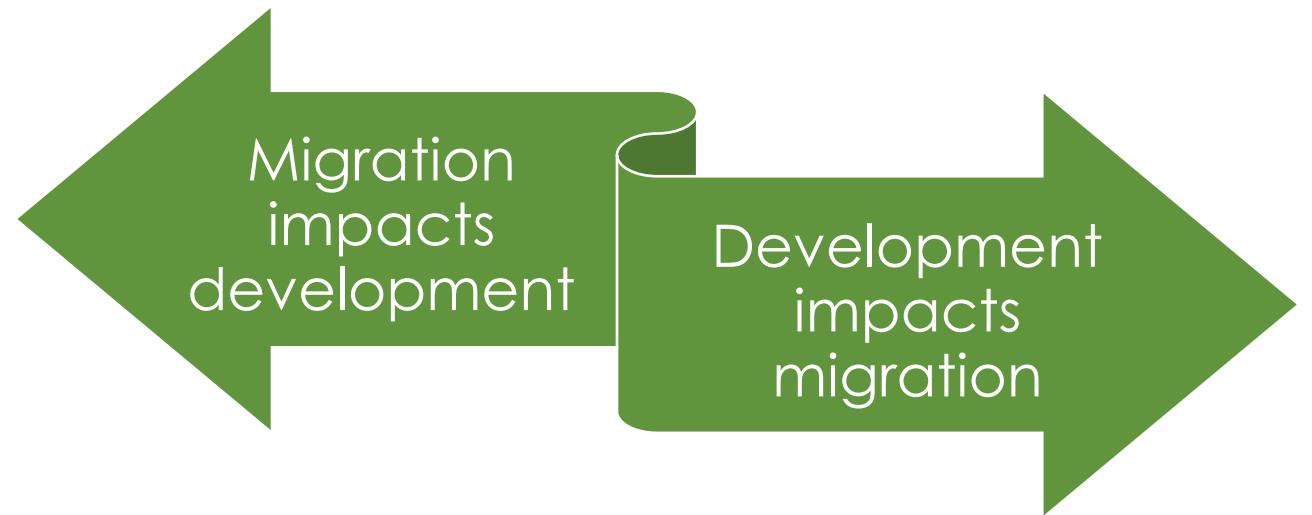 Migration
impacts
development
Development
impacts
migration